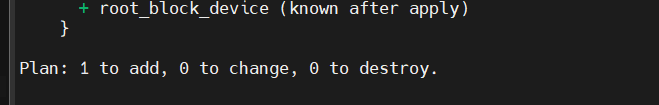 + root_block_device (known after apply)
}
Plan: 1 to add, 0 to change, 0 to destroy.